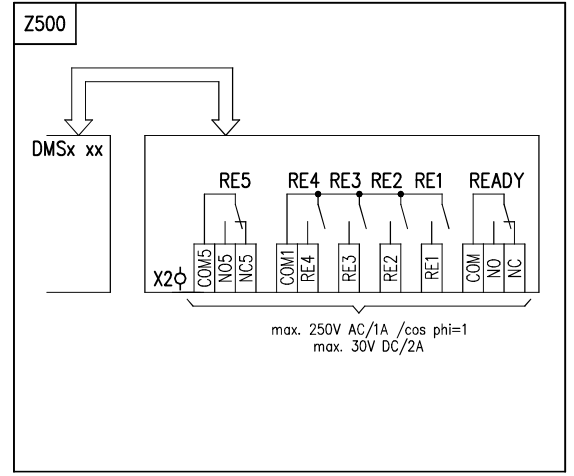 Z500
DMSx xx
RE5 RE4 RE3 RE2 RE1 READY
X2 COM5 NO5 NC5 COM1 RE4 RE3 RE2 RE1 COM NO NC
max. 250V AC/1A /cos phi=1
max. 30V DC/2A